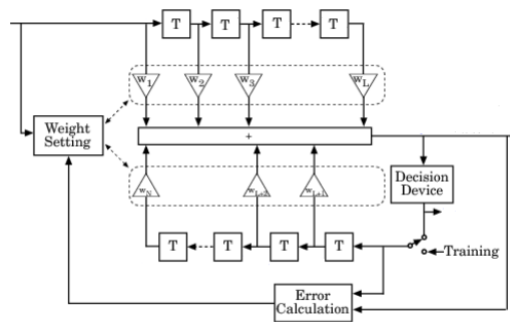 T T T T
w1 w2 w3 wL
Weight
Setting
+
Decision
Device
wN wL+2 wL+1
T T T T
Training
Error
Calculation